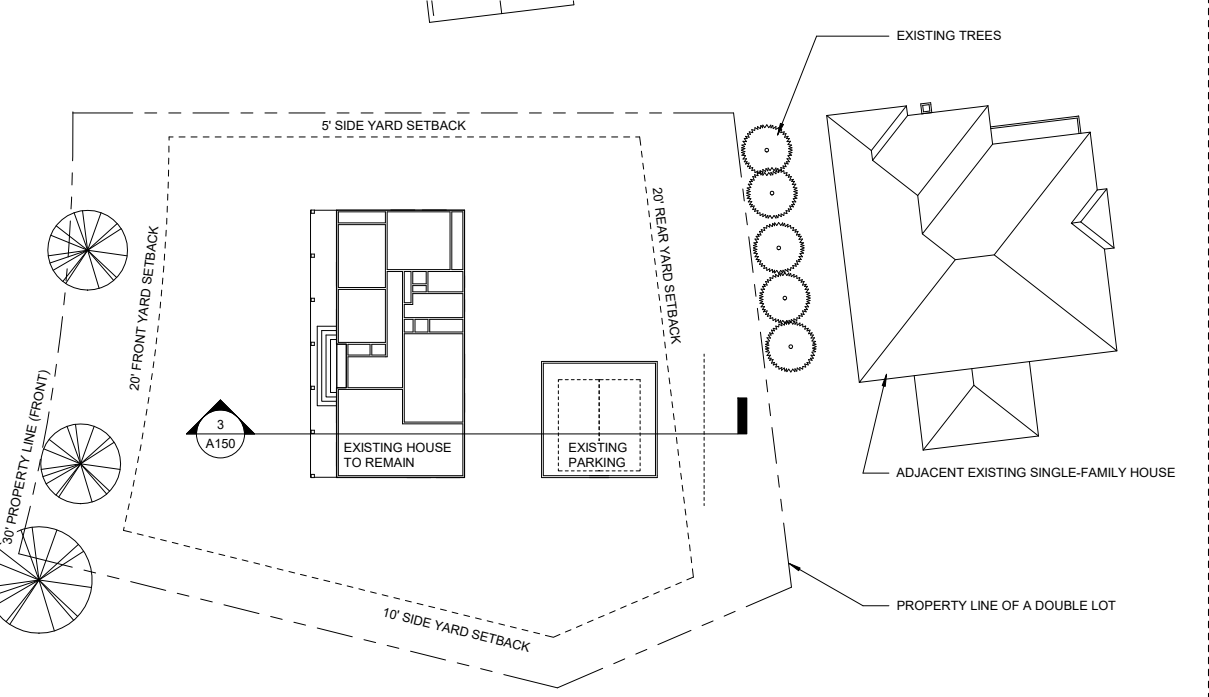 EXISTING TREES
5' SIDE YARD SETBACK
20' FRONT YARD SETBACK
20' REAR YARD SETBACK
30' PROPERTY LINE (FRONT)
3
A150
EXISTING HOUSE
TO REMAIN
EXISTING
PARKING
ADJACENT EXISTING SINGLE-FAMILY HOUSE
10' SIDE YARD SETBACK
PROPERTY LINE OF A DOUBLE LOT